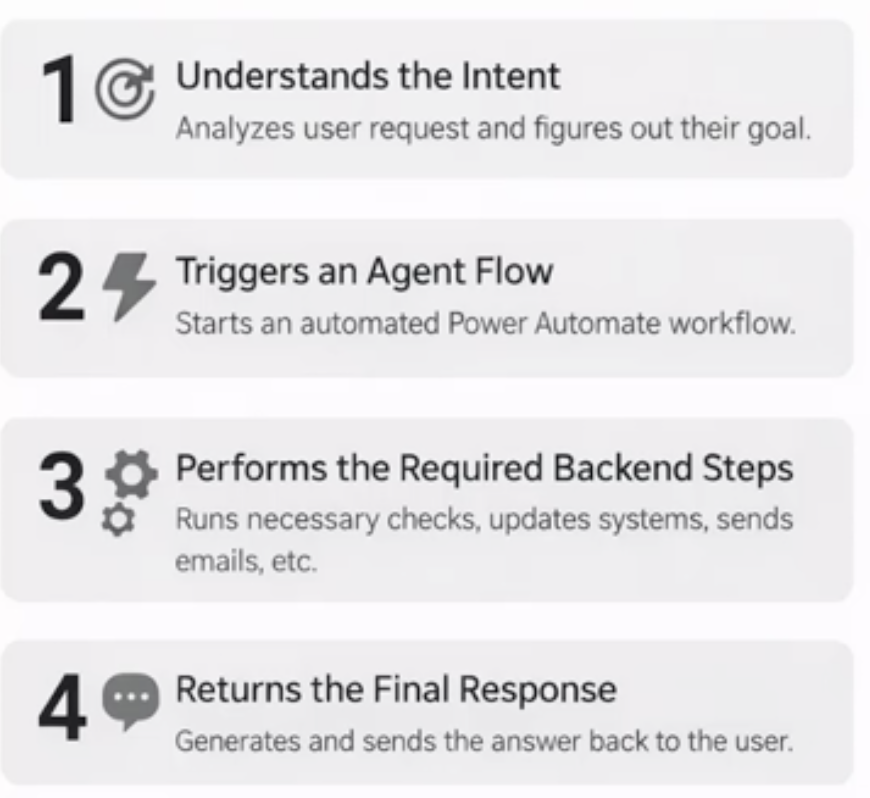 1
Understands the Intent
Analyzes user request and figures out their goal.
2
Triggers an Agent Flow
Starts an automated Power Automate workflow.
3
Performs the Required Backend Steps
Runs necessary checks, updates systems, sends
emails, etc.
4
Returns the Final Response
Generates and sends the answer back to the user.